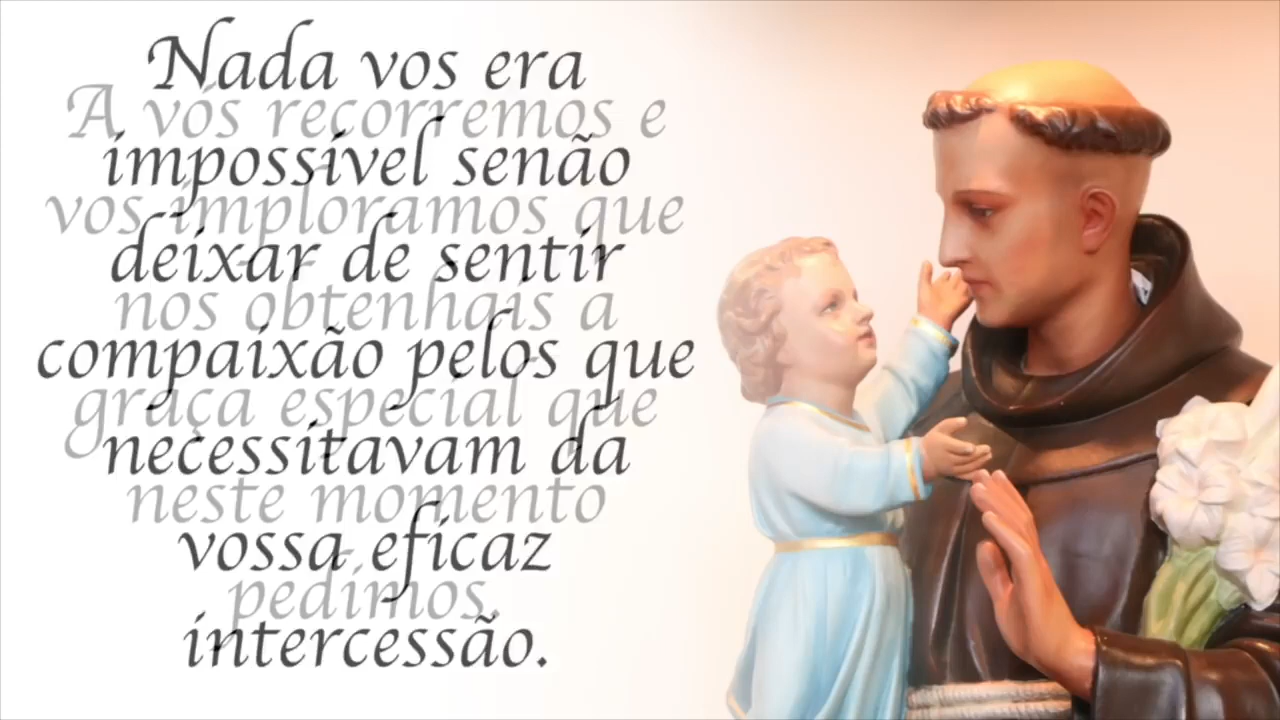 Nada vos era
impossível senão
deixar de sentir
compaixão pelos que
necessitavam da
vossa eficaz
intercessão.
A vós recorremos e
vos imploramos que
nos obtenhais a
graça especial que
neste momento
pedimos.